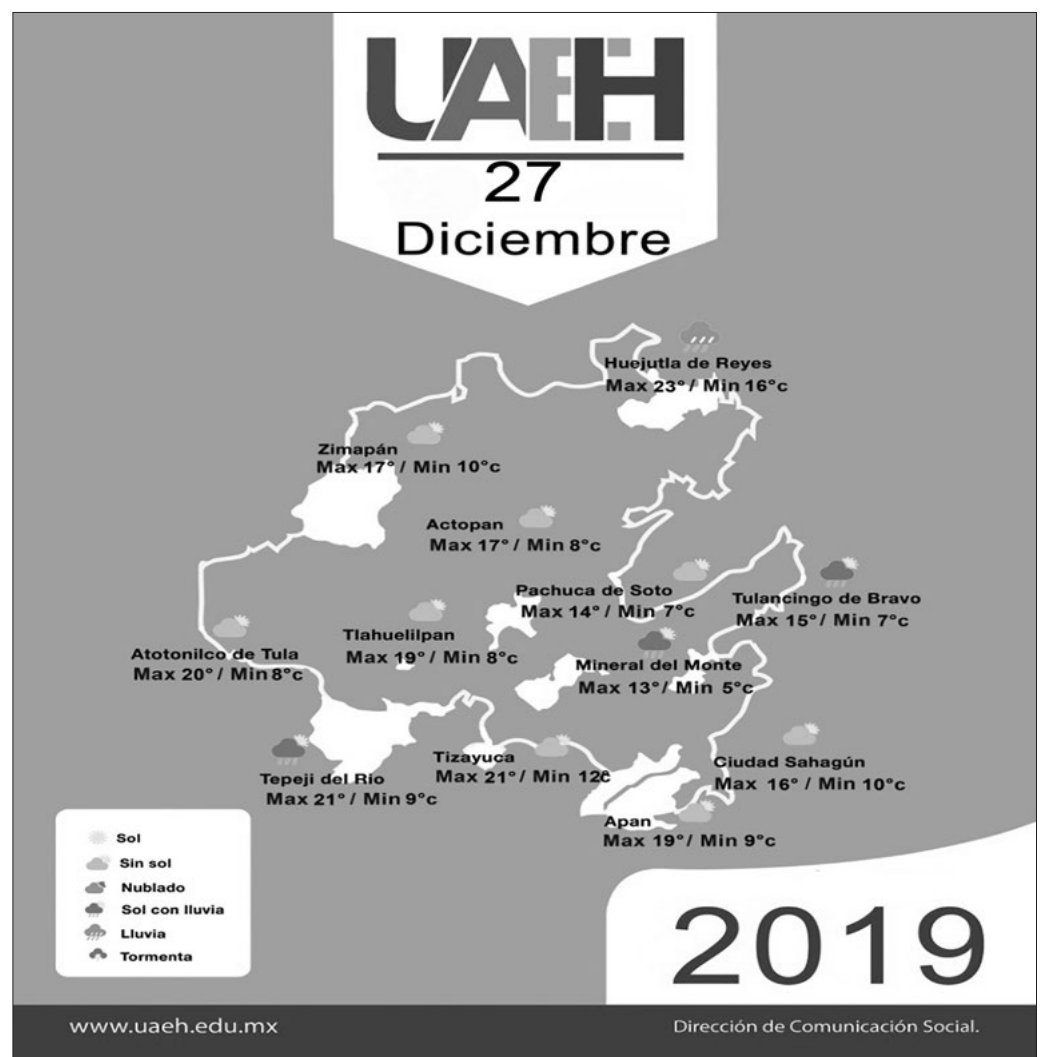 UAEH
27
Diciembre
Huejutla de Reyes
Max 23° / Min 16°c
Zimapán
Max 17° / Min 10°c
Actopan
Max 17° / Min 8°c
Pachuca de Soto
Max 14° / Min 7°c
Tulancingo de Bravo
Max 15° / Min 7°c
Tlahuelilpan
Max 19° / Min 8°c
Atotonilco de Tula
Max 20° / Min 8°c
Mineral del Monte
Max 13° / Min 5°c
Tizayuca
Max 21° / Min 12c
Ciudad Sahagún
Max 16° / Min 10°c
Tepeji del Rio
Max 21° / Min 9°c
Apan
Max 19° / Min 9°c
Sol
Sin sol
Nublado
Sol con lluvia
Lluvia
Tormenta
2019
www.uaeh.edu.mx
Dirección de Comunicación Social.